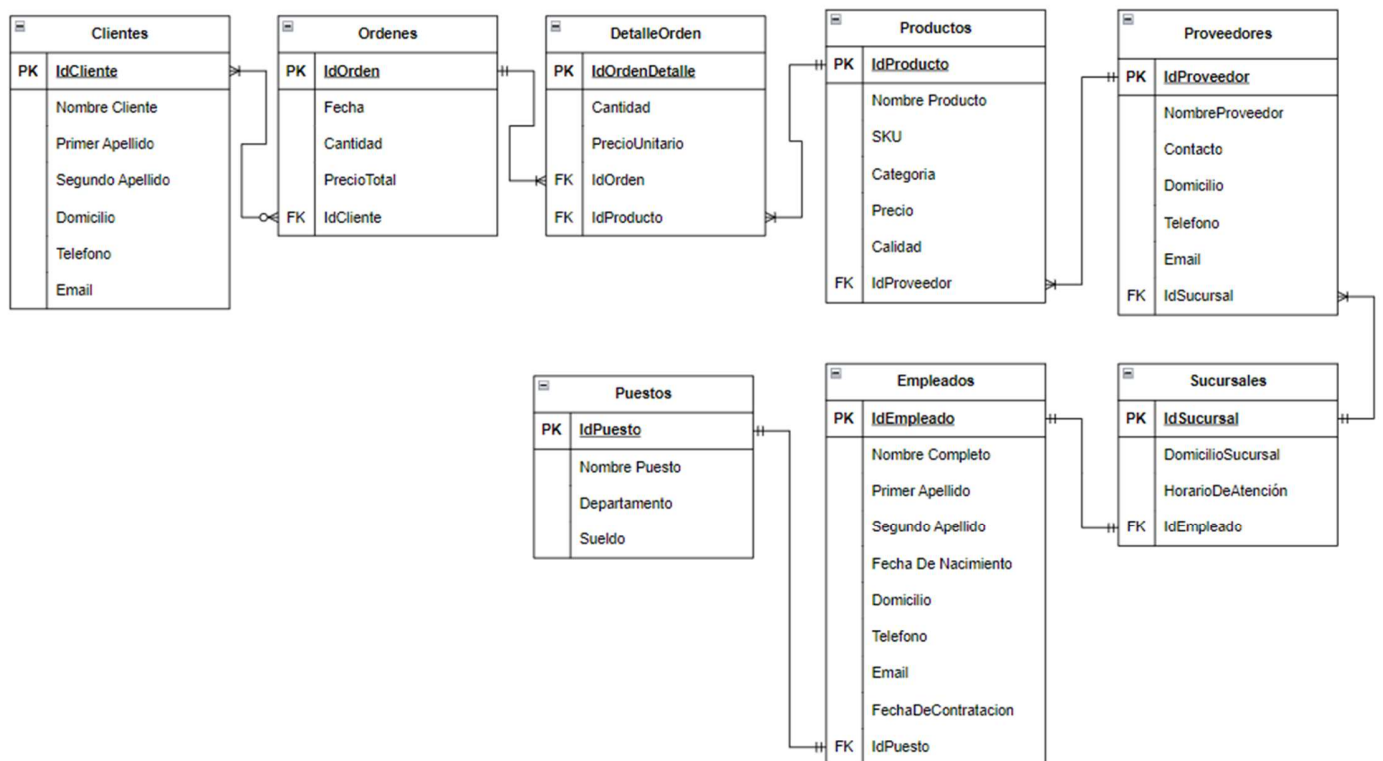 Clientes
PK IdCliente
Nombre Cliente
Primer Apellido
Segundo Apellido
Domicilio
Telefono
Email
Ordenes
PK IdOrden
Fecha
Cantidad
PrecioTotal
FK IdCliente
DetalleOrden
PK IdOrdenDetalle
Cantidad
PrecioUnitario
FK IdOrden
FK IdProducto
Productos
PK IdProducto
Nombre Producto
SKU
Categoria
Precio
Calidad
FK IdProveedor
Proveedores
PK IdProveedor
NombreProveedor
Contacto
Domicilio
Telefono
Email
FK IdSucursal
Puestos
PK IdPuesto
Nombre Puesto
Departamento
Sueldo
Empleados
PK IdEmpleado
Nombre Completo
Primer Apellido
Segundo Apellido
Fecha De Nacimiento
Domicilio
Telefono
Email
FechaDeContratacion
FK IdPuesto
Sucursales
PK IdSucursal
DomicilioSucursal
HorarioDeAtención
FK IdEmpleado